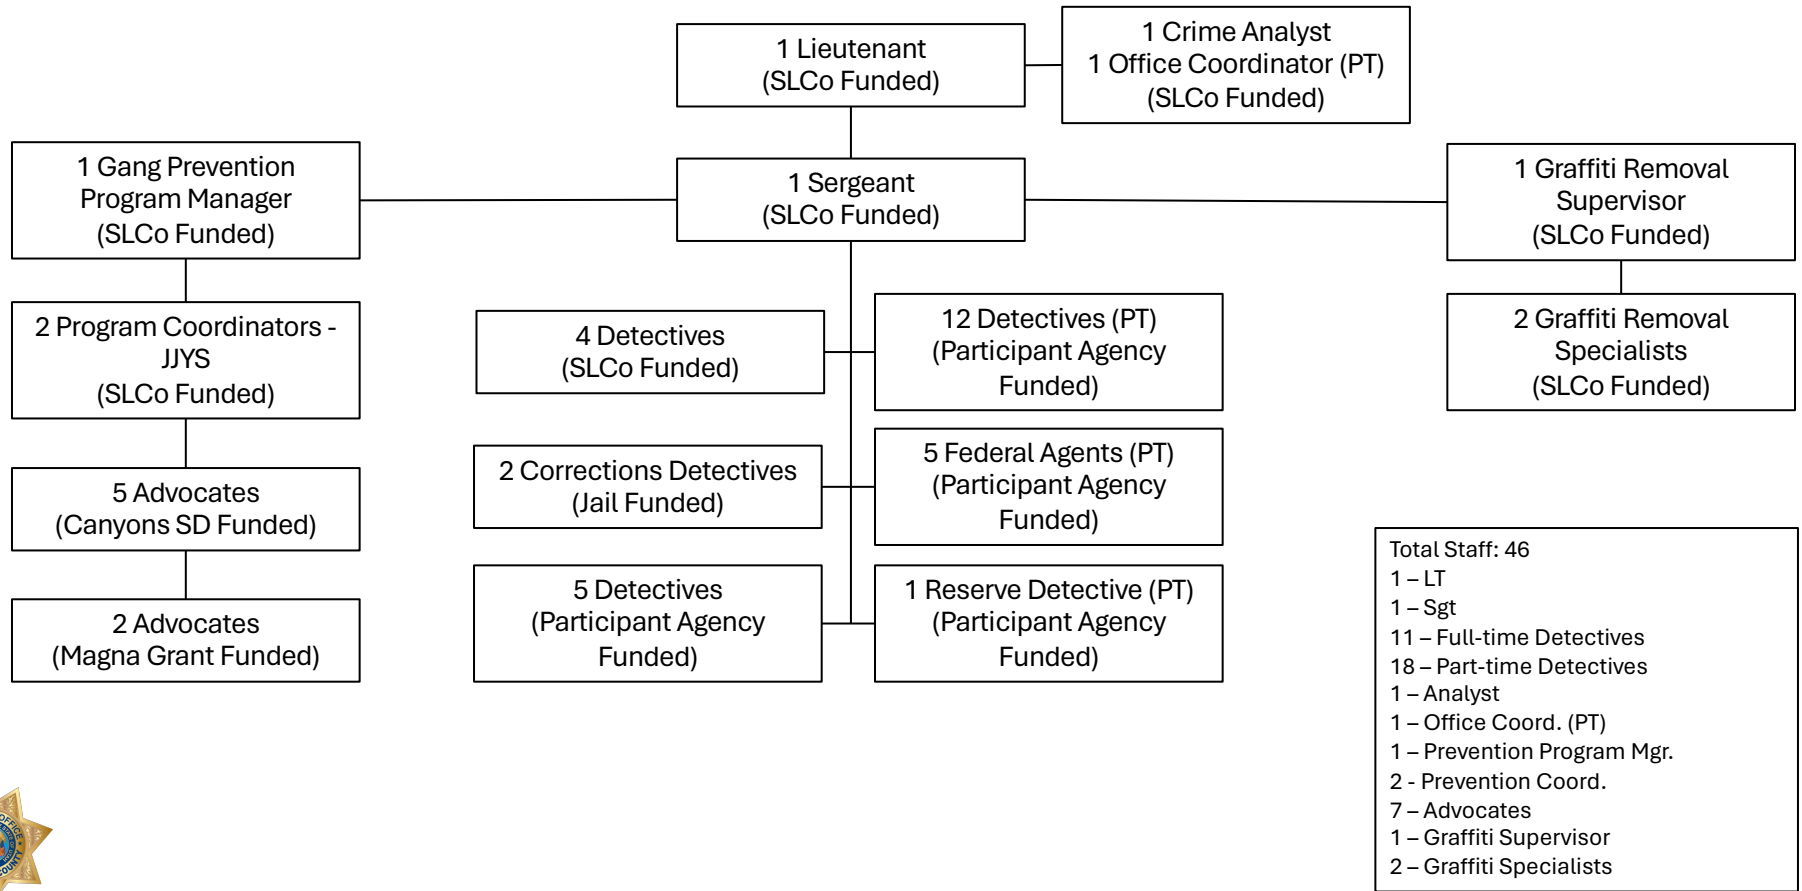 1 Lieutenant
(SLCo Funded)
1 Crime Analyst
1 Office Coordinator (PT)
(SLCo Funded)
1 Gang Prevention
Program Manager
(SLCo Funded)
1 Sergeant
(SLCo Funded)
1 Graffiti Removal
Supervisor
(SLCo Funded)
2 Program Coordinators -
JJYS
(SLCo Funded)
4 Detectives
(SLCo Funded)
12 Detectives (PT)
(Participant Agency
Funded)
2 Graffiti Removal
Specialists
(SLCo Funded)
5 Advocates
(Canyons SD Funded)
2 Corrections Detectives
(Jail Funded)
5 Federal Agents (PT)
(Participant Agency
Funded)
2 Advocates
(Magna Grant Funded)
5 Detectives
(Participant Agency
Funded)
1 Reserve Detective (PT)
(Participant Agency
Funded)
Total Staff: 46
1 – LT
1 – Sgt
11 – Full-time Detectives
18 – Part-time Detectives
1 – Analyst
1 – Office Coord. (PT)
1 – Prevention Program Mgr.
2 - Prevention Coord.
7 – Advocates
1 – Graffiti Supervisor
2 – Graffiti Specialists
OFFICE
COUNTY